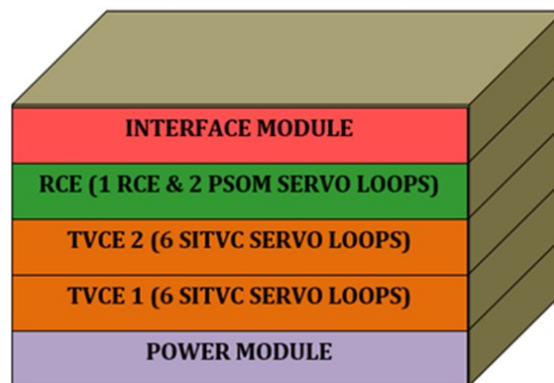 INTERFACE MODULE
RCE (1 RCE & 2 PSOM SERVO LOOPS)
TVCE 2 (6 SITVC SERVO LOOPS)
TVCE 1 (6 SITVC SERVO LOOPS)
POWER MODULE